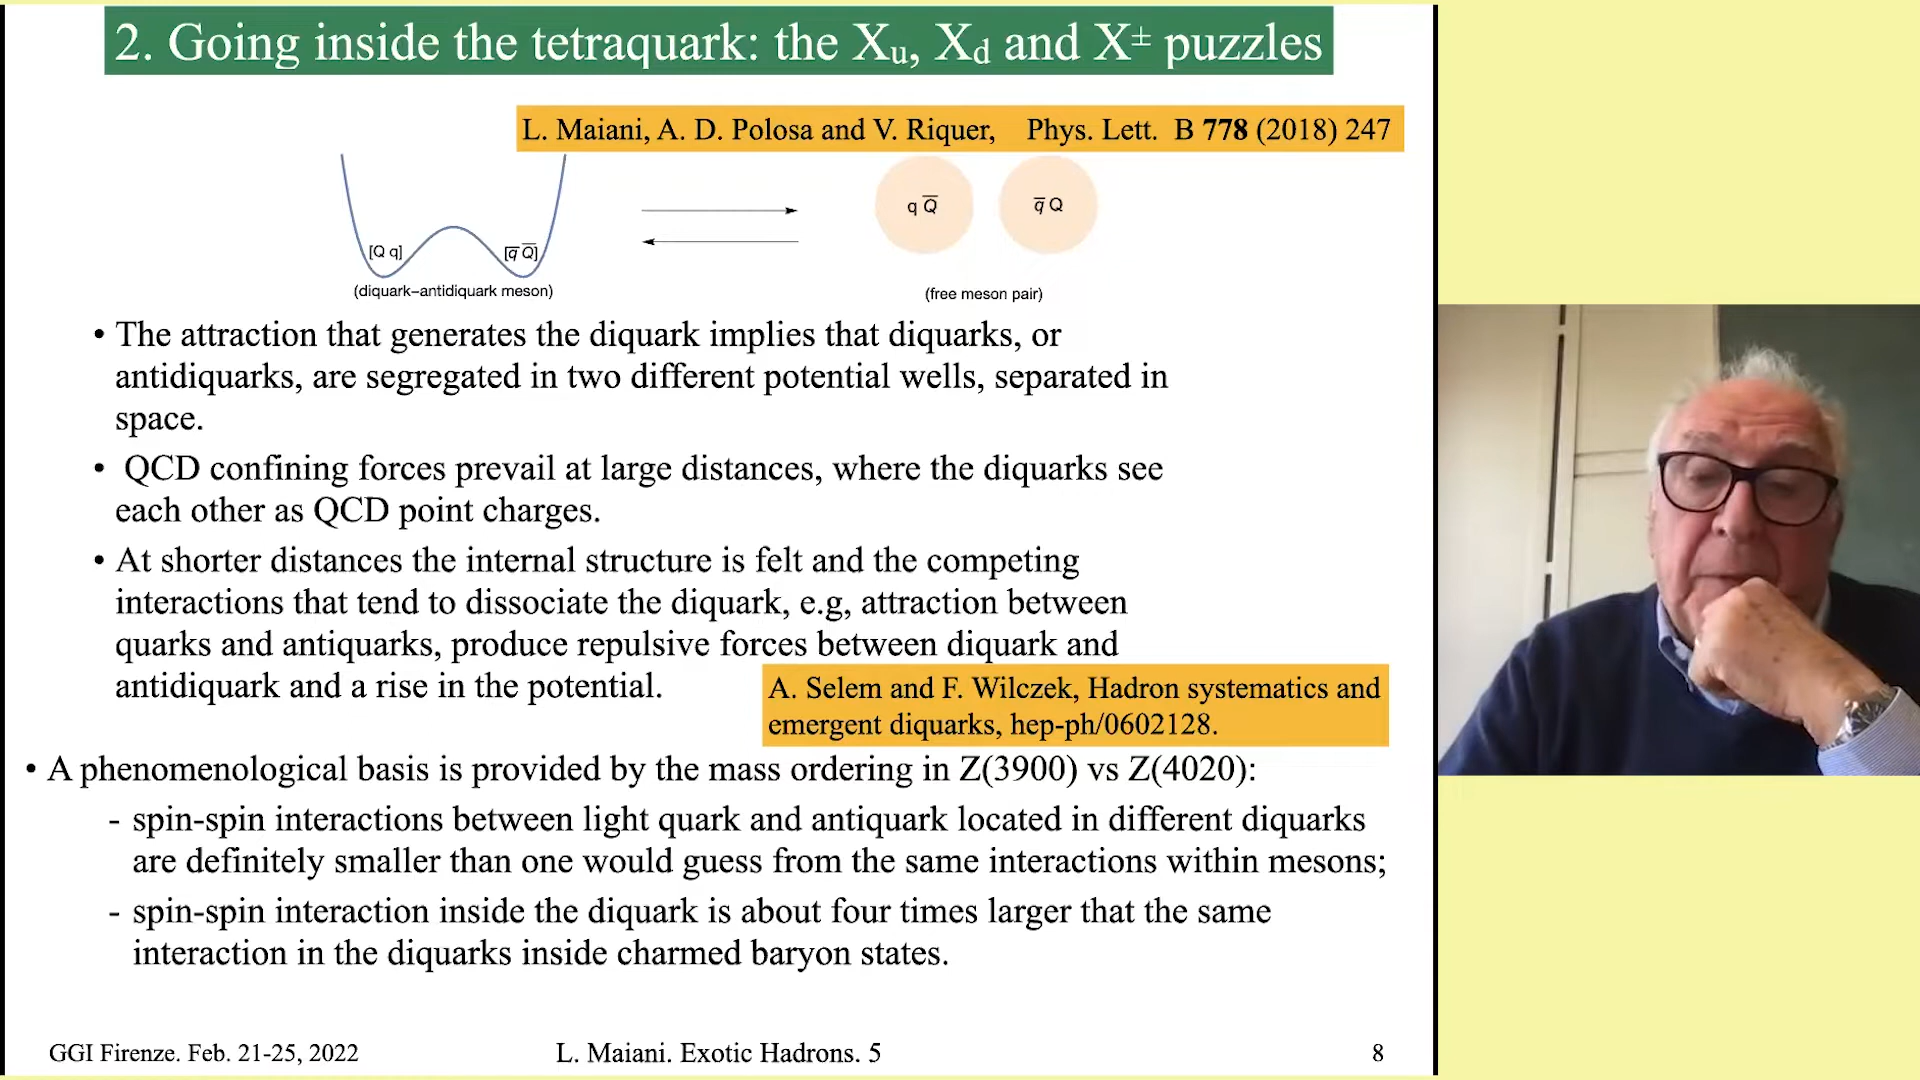 2. Going inside the tetraquark: the Xu, Xd and X± puzzles
L. Maiani, A. D. Polosa and V. Riquer, Phys. Lett. B 778 (2018) 247
[Q q] [q̅ Q̅]
(diquark–antidiquark meson)
q Q̅ q̅ Q
(free meson pair)
• The attraction that generates the diquark implies that diquarks, or
antidiquarks, are segregated in two different potential wells, separated in
space.
• QCD confining forces prevail at large distances, where the diquarks see
each other as QCD point charges.
• At shorter distances the internal structure is felt and the competing
interactions that tend to dissociate the diquark, e.g, attraction between
quarks and antiquarks, produce repulsive forces between diquark and
antidiquark and a rise in the potential.
A. Selem and F. Wilczek, Hadron systematics and
emergent diquarks, hep-ph/0602128.
• A phenomenological basis is provided by the mass ordering in Z(3900) vs Z(4020):
- spin-spin interactions between light quark and antiquark located in different diquarks
are definitely smaller than one would guess from the same interactions within mesons;
- spin-spin interaction inside the diquark is about four times larger that the same
interaction in the diquarks inside charmed baryon states.
GGI Firenze. Feb. 21-25, 2022 L. Maiani. Exotic Hadrons. 5 8